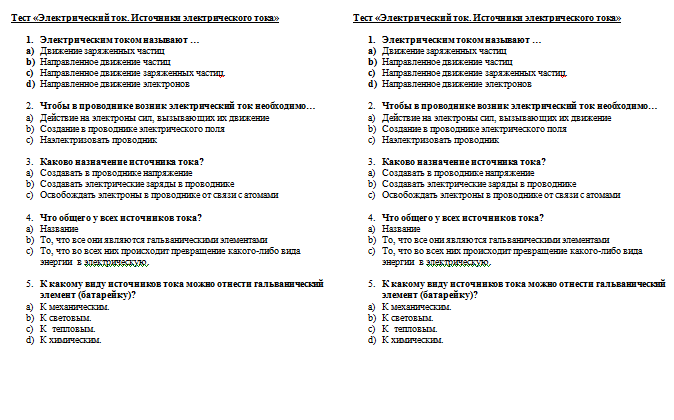 Тест «Электрический ток. Источники электрического тока»
1. Электрическим током называют …
a) Движение заряженных частиц
b) Направленное движение частиц
c) Направленное движение заряженных частиц.
d) Направленное движение электронов
2. Чтобы в проводнике возник электрический ток необходимо…
a) Действие на электроны сил, вызывающих их движение
b) Создание в проводнике электрического поля
c) Наэлектризовать проводник
3. Каково назначение источника тока?
a) Создавать в проводнике напряжение
b) Создавать электрические заряды в проводнике
c) Освобождать электроны в проводнике от связи с атомами
4. Что общего у всех источников тока?
a) Название
b) То, что все они являются гальваническими элементами
c) То, что во всех них происходит превращение какого-либо вида
энергии в электрическую.
5. К какому виду источников тока можно отнести гальванический
элемент (батарейку)?
a) К механическим.
b) К световым.
c) К тепловым.
d) К химическим.
Тест «Электрический ток. Источники электрического тока»
1. Электрическим током называют …
a) Движение заряженных частиц
b) Направленное движение частиц
c) Направленное движение заряженных частиц.
d) Направленное движение электронов
2. Чтобы в проводнике возник электрический ток необходимо…
a) Действие на электроны сил, вызывающих их движение
b) Создание в проводнике электрического поля
c) Наэлектризовать проводник
3. Каково назначение источника тока?
a) Создавать в проводнике напряжение
b) Создавать электрические заряды в проводнике
c) Освобождать электроны в проводнике от связи с атомами
4. Что общего у всех источников тока?
a) Название
b) То, что все они являются гальваническими элементами
c) То, что во всех них происходит превращение какого-либо вида
энергии в электрическую.
5. К какому виду источников тока можно отнести гальванический
элемент (батарейку)?
a) К механическим.
b) К световым.
c) К тепловым.
d) К химическим.